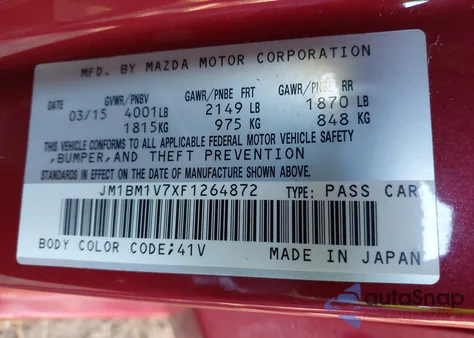 MFD. BY MAZDA MOTOR CORPORATION
DATE GVWR/PNBV GAWR/PNBE FRT GAWR/PNBE RR
03/15 4001LB 2149 LB 1870 LB
1815KG 975 KG 848 KG
THIS VEHICLE CONFORMS TO ALL APPLICABLE FEDERAL MOTOR VEHICLE SAFETY
,BUMPER,AND THEFT PREVENTION
STANDARDS IN EFFECT ON THE DATE OF MANUFACTURE SHOWN ABOVE.
JM1BM1V7XF1264872 TYPE: PASS CAR
BODY COLOR CODE;41V MADE IN JAPAN
autoSnap